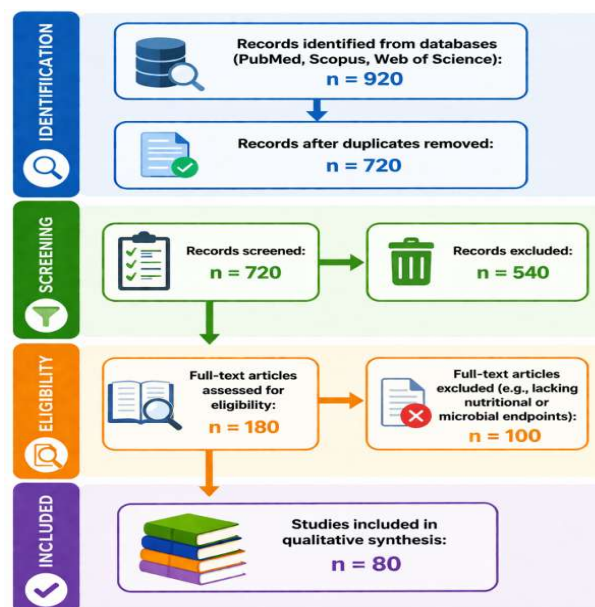 IDENTIFICATION
Records identified from databases
(PubMed, Scopus, Web of Science):
n = 920
Records after duplicates removed:
n = 720
SCREENING
Records screened:
n = 720
Records excluded:
n = 540
ELIGIBILITY
Full-text articles
assessed for
eligibility:
n = 180
Full-text articles
excluded (e.g., lacking
nutritional or
microbial endpoints):
n = 100
INCLUDED
Studies included in
qualitative synthesis:
n = 80